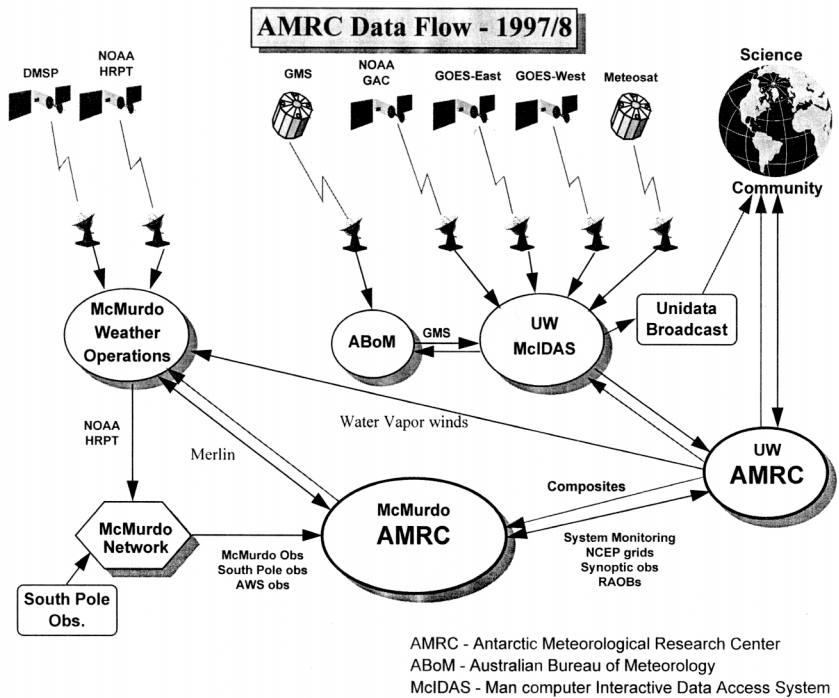 AMRC Data Flow - 1997/8
DMSP
NOAA
HRPT
GMS
NOAA
GAC
GOES-East
GOES-West
Meteosat
Science
Community
McMurdo
Weather
Operations
ABoM
GMS
UW
McIDAS
Unidata
Broadcast
NOAA
HRPT
Merlin
Water Vapor winds
UW
AMRC
McMurdo
Network
McMurdo Obs
South Pole obs
AWS obs
McMurdo
AMRC
Composites
System Monitoring
NCEP grids
Synoptic obs
RAOBs
South Pole
Obs.
AMRC - Antarctic Meteorological Research Center
ABoM - Australian Bureau of Meteorology
McIDAS - Man computer Interactive Data Access System